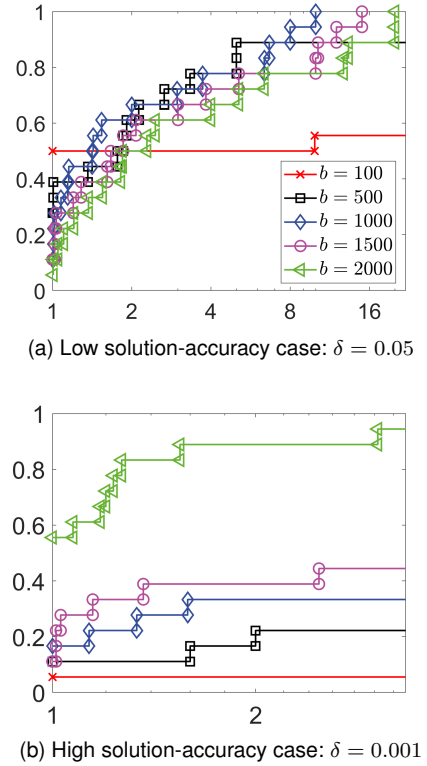 1
0.8
0.6
0.4
0.2
0
b = 100
b = 500
b = 1000
b = 1500
b = 2000
1 2 4 8 16
(a) Low solution-accuracy case: δ = 0.05
1
0.8
0.6
0.4
0.2
0
1 2
(b) High solution-accuracy case: δ = 0.001